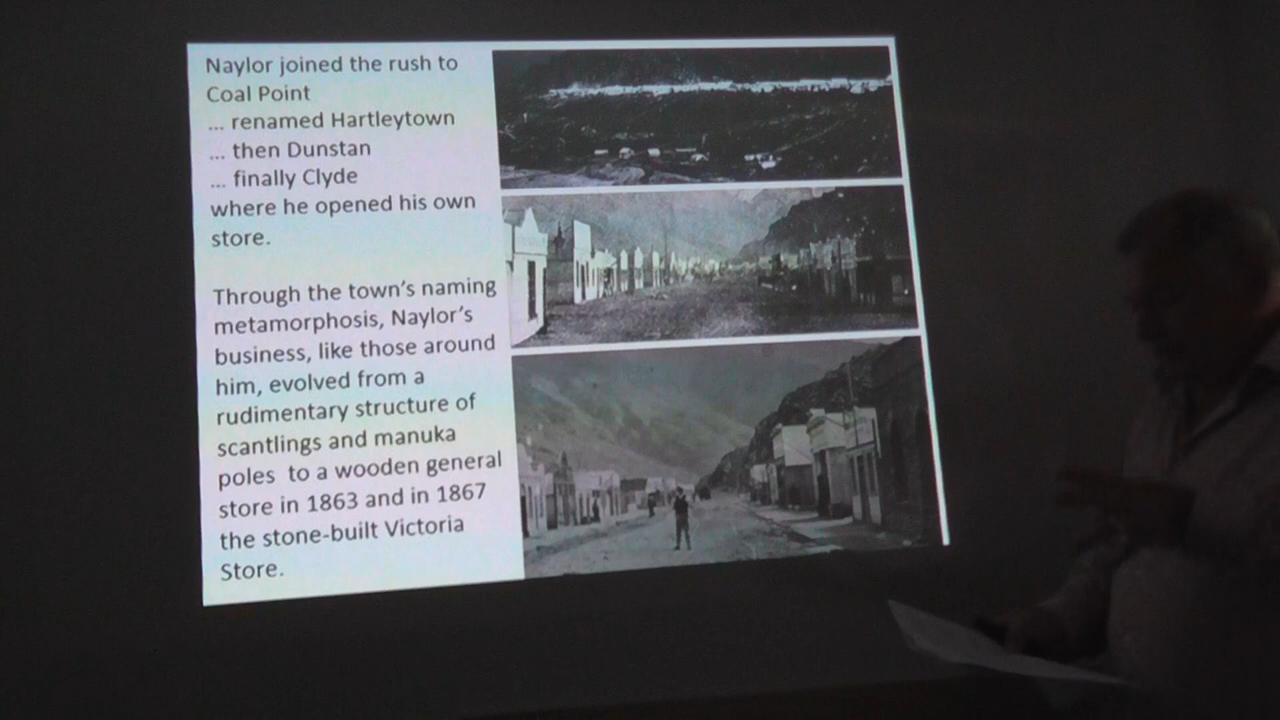 Naylor joined the rush to
Coal Point
... renamed Hartleytown
... then Dunstan
... finally Clyde
where he opened his own
store.
Through the town's naming
metamorphosis, Naylor's
business, like those around
him, evolved from a
rudimentary structure of
scantlings and manuka
poles  to a wooden general
store in 1863 and in 1867
the stone-built Victoria
Store.